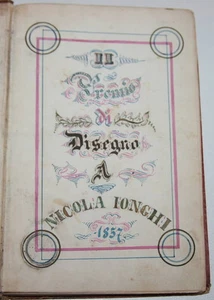 II
Premio
di
Disegno
A
NICOLA IONGHI
1857